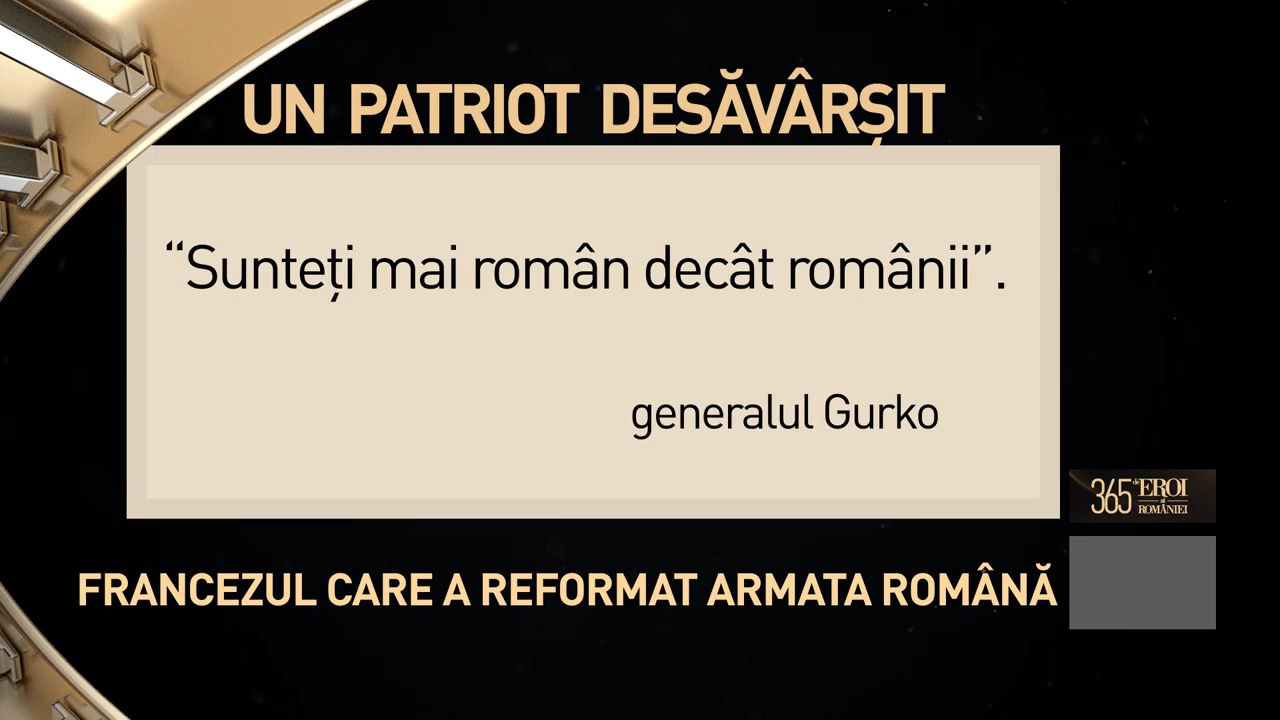 UN PATRIOT DESĂVÂRȘIT
“Sunteți mai român decât românii”.
generalul Gurko
365 de EROI
ai
ROMÂNIEI
FRANCEZUL CARE A REFORMAT ARMATA ROMÂNĂ